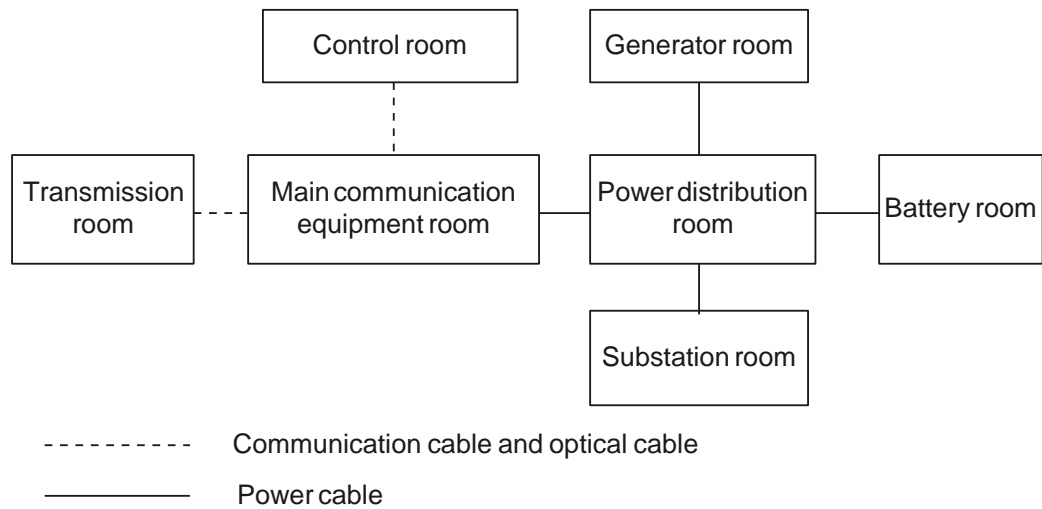 Control room
Generator room
Transmission
room
Main communication
equipment room
Power distribution
room
Battery room
Substation room
Communication cable and optical cable
Power cable